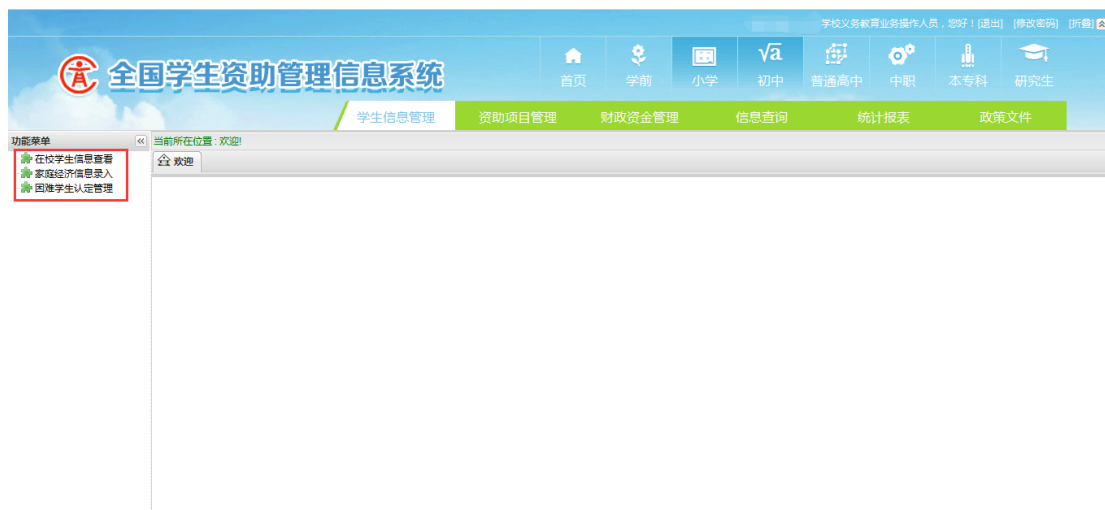 学校义务教育业务操作人员，您好！[退出] [修改密码] [折叠]
全国学生资助管理信息系统
首页 学前 小学 √a 初中 普通高中 中职 本专科 研究生
学生信息管理 资助项目管理 财政资金管理 信息查询 统计报表 政策文件
功能菜单 当前所在位置：欢迎!
在校学生信息查看 欢迎
家庭经济信息录入
困难学生认定管理